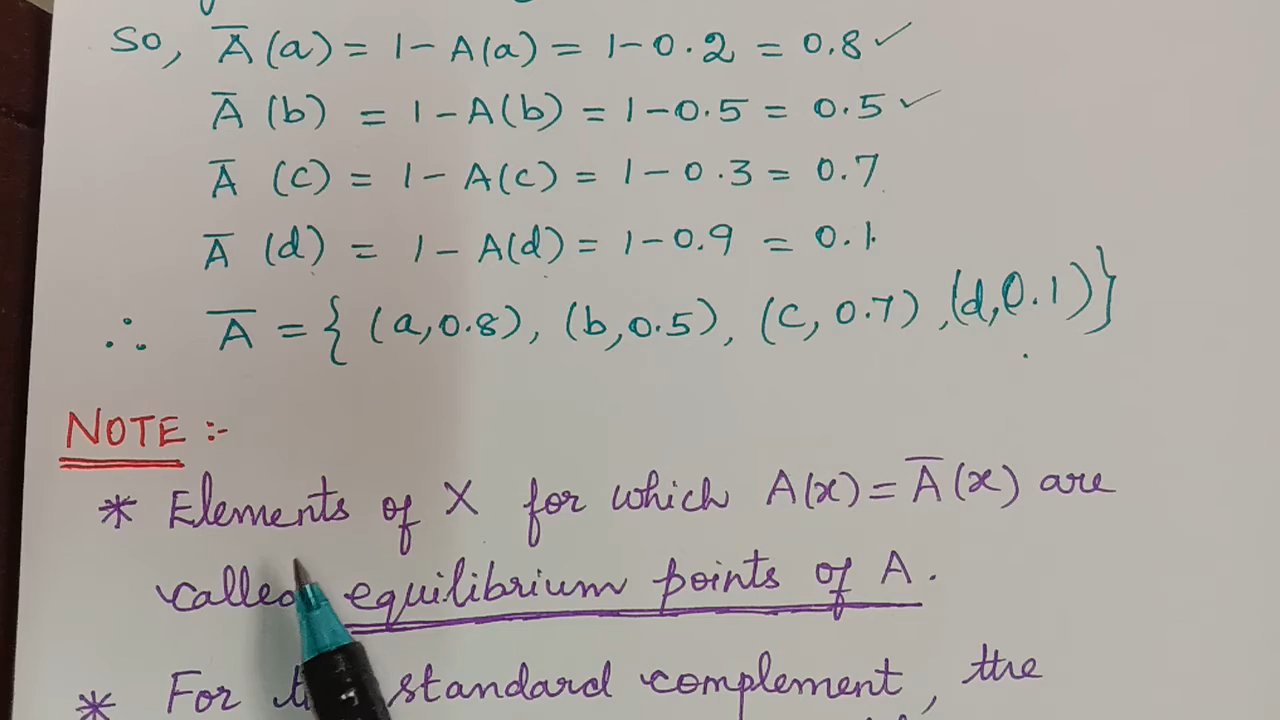 So, A̅(a) = 1 - A(a) = 1 - 0.2 = 0.8 ✓
A̅(b) = 1 - A(b) = 1 - 0.5 = 0.5 ✓
A̅(c) = 1 - A(c) = 1 - 0.3 = 0.7
A̅(d) = 1 - A(d) = 1 - 0.9 = 0.1
∴ A̅ = {(a,0.8), (b,0.5), (c,0.7), (d,0.1)}
NOTE :-
* Elements of X for which A(x) = A̅(x) are
called equilibrium points of A.
* For standard complement, the